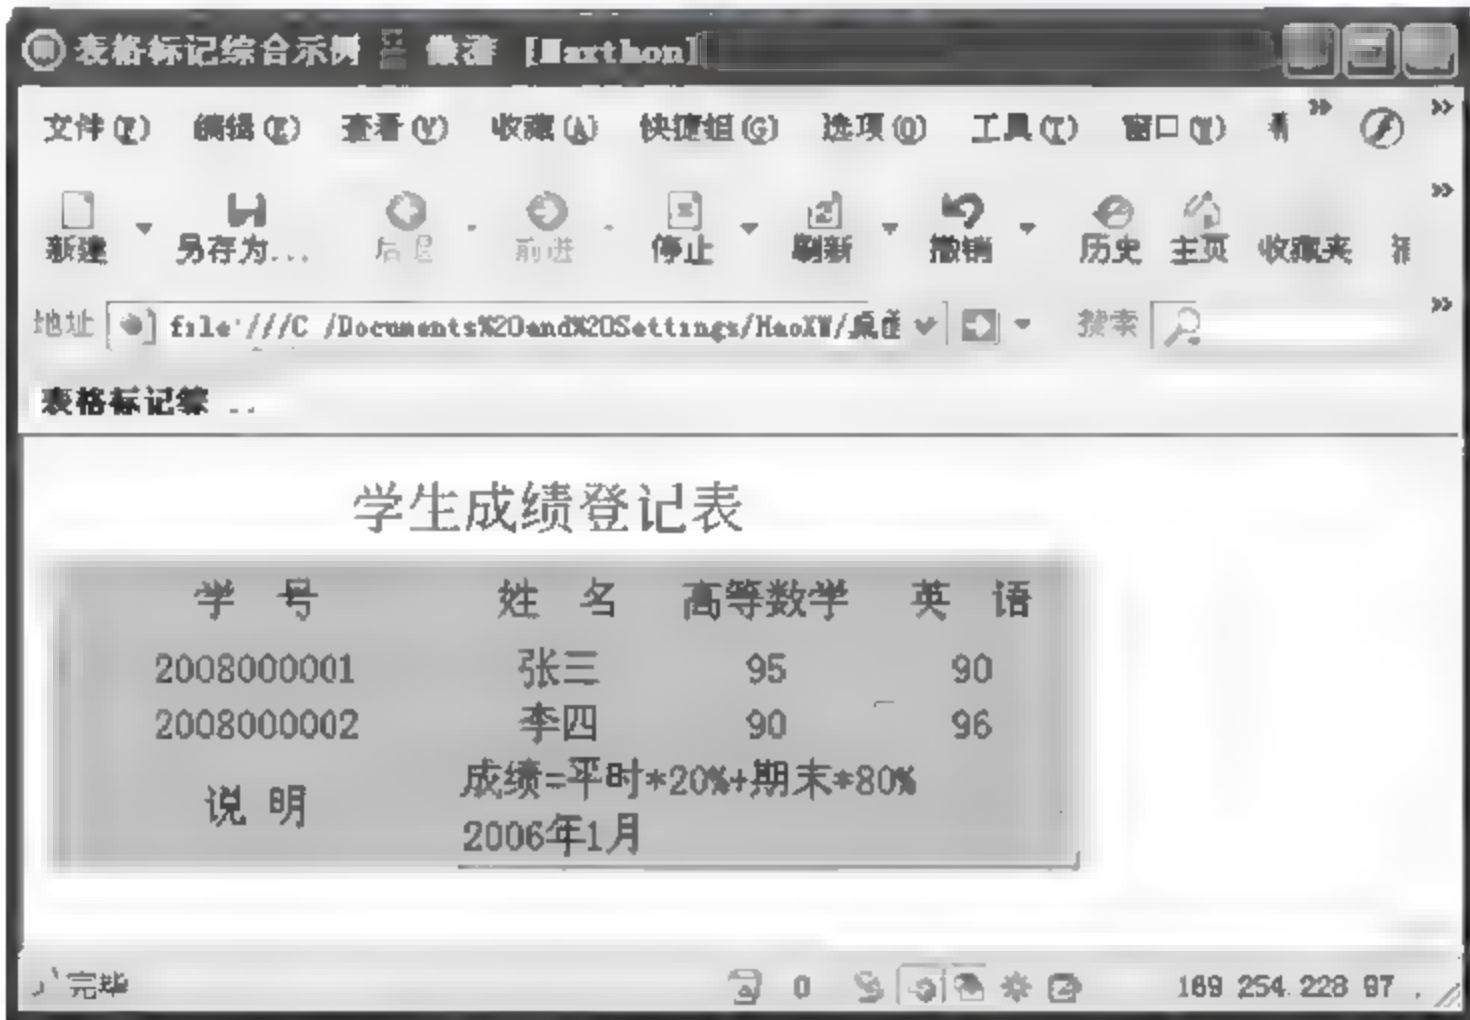 表格标记综合示例 傲游 [Maxthon]
文件(F) 编辑(E) 查看(V) 收藏(A) 快捷组(G) 选项(O) 工具(T) 窗口(W)
新建 另存为... 后退 前进 停止 刷新 撤销 历史 主页 收藏夹
地址 file:///C:/Documents%20and%20Settings/HaoXW/桌面 搜索
表格标记综 ..
学生成绩登记表
学 号 姓 名 高等数学 英 语
2008000001 张三 95 90
2008000002 李四 90 96
说 明 成绩=平时*20%+期末*80%
2006年1月
完毕 0 169 254.228 97